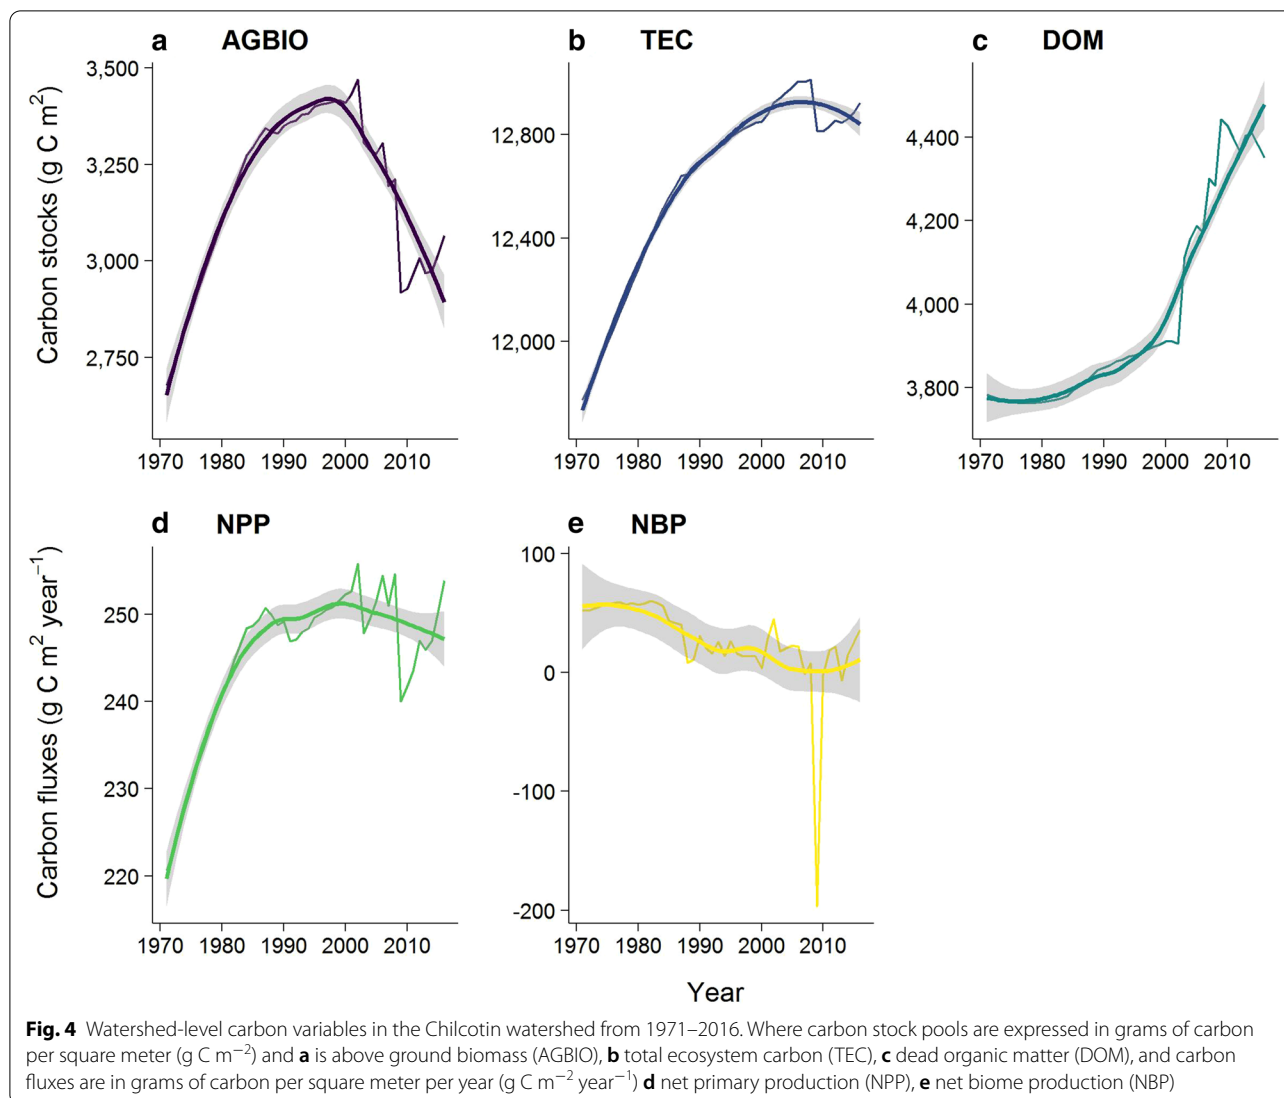 a AGBIO
b TEC
c DOM
Carbon stocks (g C m²)
3,500
3,250
3,000
2,750
1970 1980 1990 2000 2010
12,800
12,400
12,000
1970 1980 1990 2000 2010
4,400
4,200
4,000
3,800
1970 1980 1990 2000 2010
d NPP
e NBP
Carbon fluxes (g C m² year⁻¹)
250
240
230
220
1970 1980 1990 2000 2010
100
0
-100
-200
1970 1980 1990 2000 2010
Year
Fig. 4 Watershed-level carbon variables in the Chilcotin watershed from 1971–2016. Where carbon stock pools are expressed in grams of carbon
per square meter (g C m⁻²) and a is above ground biomass (AGBIO), b total ecosystem carbon (TEC), c dead organic matter (DOM), and carbon
fluxes are in grams of carbon per square meter per year (g C m⁻² year⁻¹) d net primary production (NPP), e net biome production (NBP)